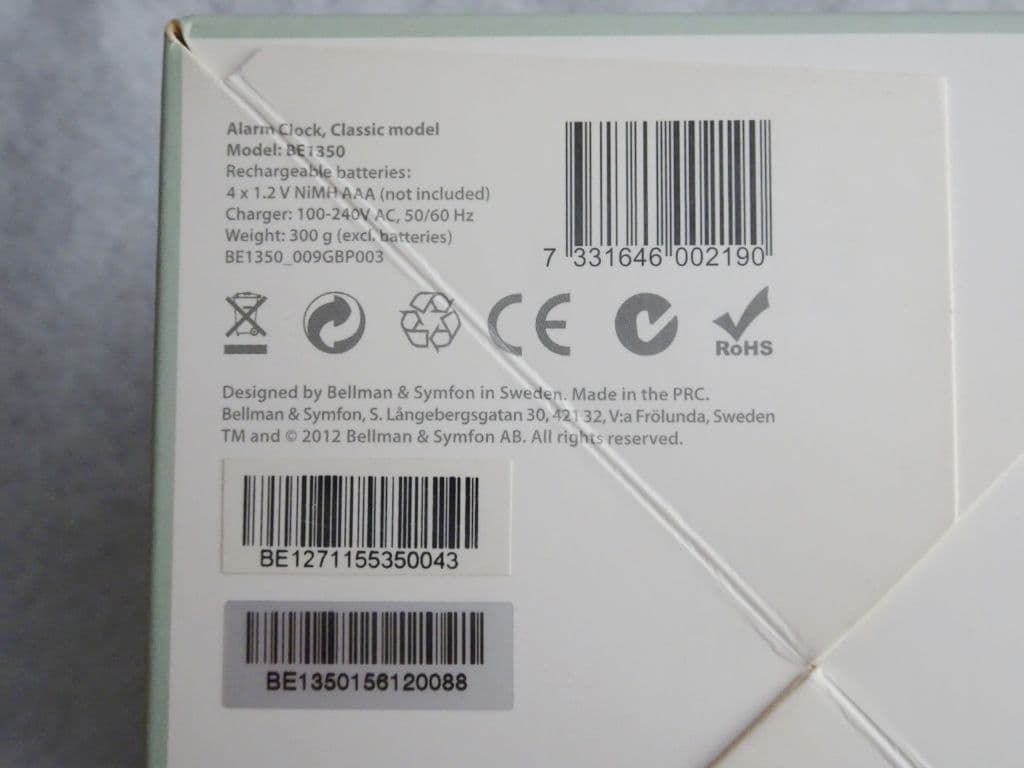 Alarm Clock, Classic model
Model: BE1350
Rechargeable batteries:
4 x 1.2 V NiMH AAA (not included)
Charger: 100-240V AC, 50/60 Hz
Weight: 300 g (excl. batteries)
BE1350_009GBP003
7 331646 002190
CE
RoHS
Designed by Bellman & Symfon in Sweden. Made in the PRC.
Bellman & Symfon, S. Långebergsgatan 30, 421 32, V:a Frölunda, Sweden
TM and © 2012 Bellman & Symfon AB. All rights reserved.
BE1271155350043
BE1350156120088